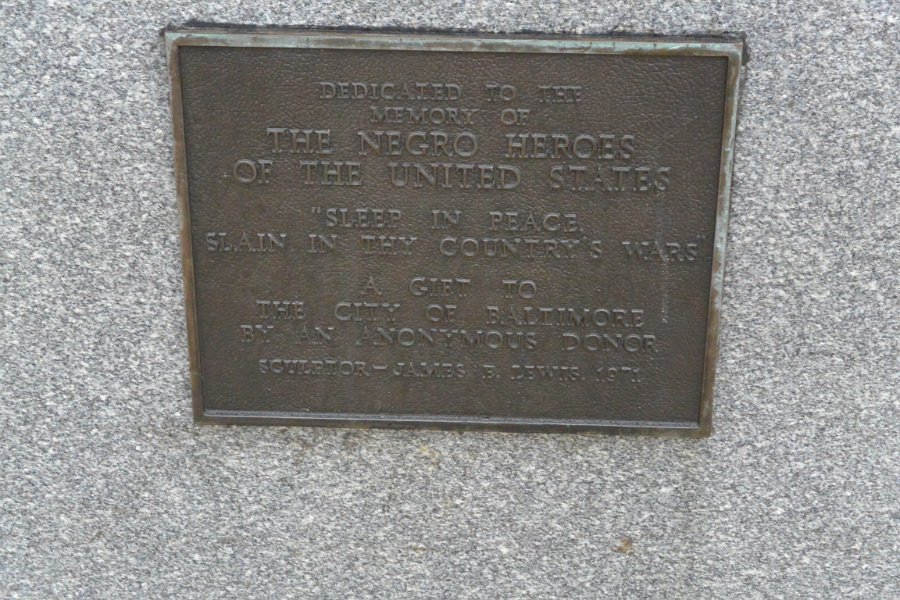 DEDICATED TO THE
MEMORY OF
THE NEGRO HEROES
OF THE UNITED STATES
"SLEEP IN PEACE,
SLAIN IN THY COUNTRY'S WARS"
A GIFT TO
THE CITY OF BALTIMORE
BY AN ANONYMOUS DONOR
SCULPTOR — JAMES E. LEWIS. 1971